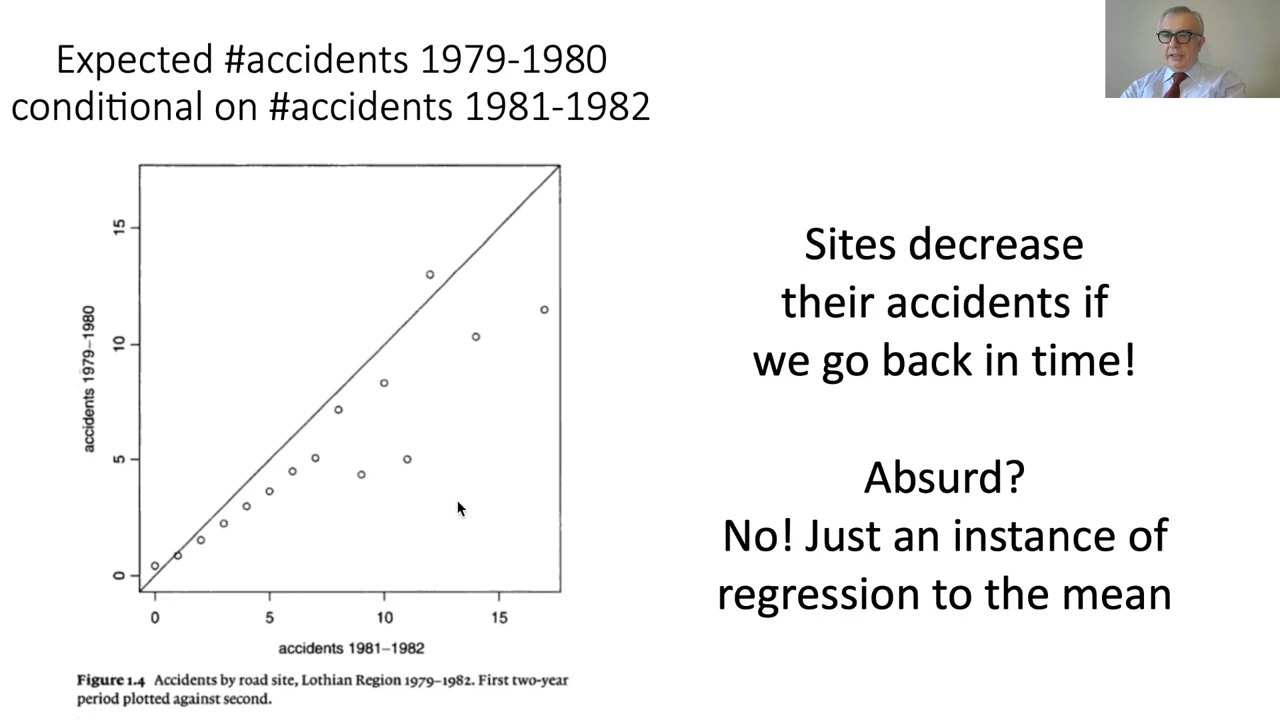 Expected #accidents 1979-1980
conditional on #accidents 1981-1982
accidents 1979–1980
15
10
5
0
0
5
10
15
accidents 1981–1982
Figure 1.4 Accidents by road site, Lothian Region 1979–1982. First two-year
period plotted against second.
Sites decrease
their accidents if
we go back in time!
Absurd?
No! Just an instance of
regression to the mean